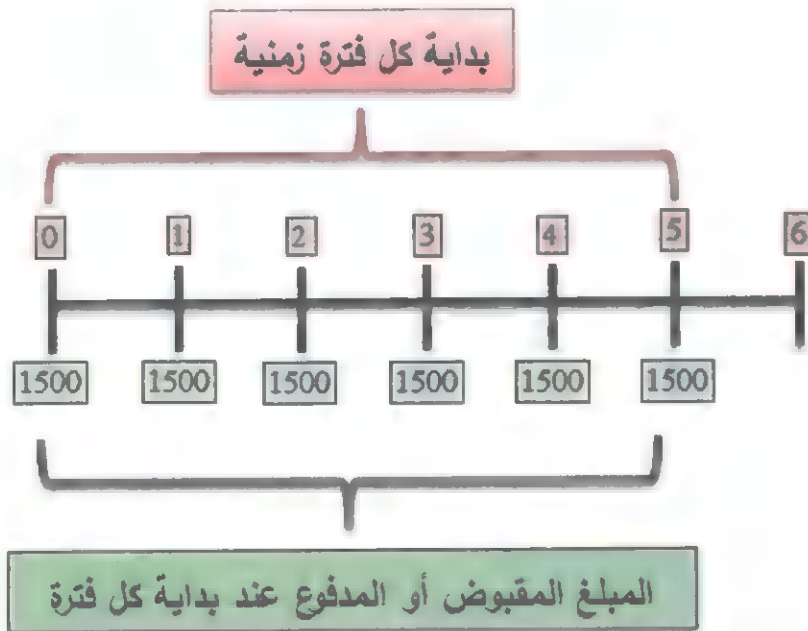 بداية كل فترة زمنية
0 1 2 3 4 5 6
1500 1500 1500 1500 1500 1500
المبلغ المقبوض أو المدفوع عند بداية كل فترة